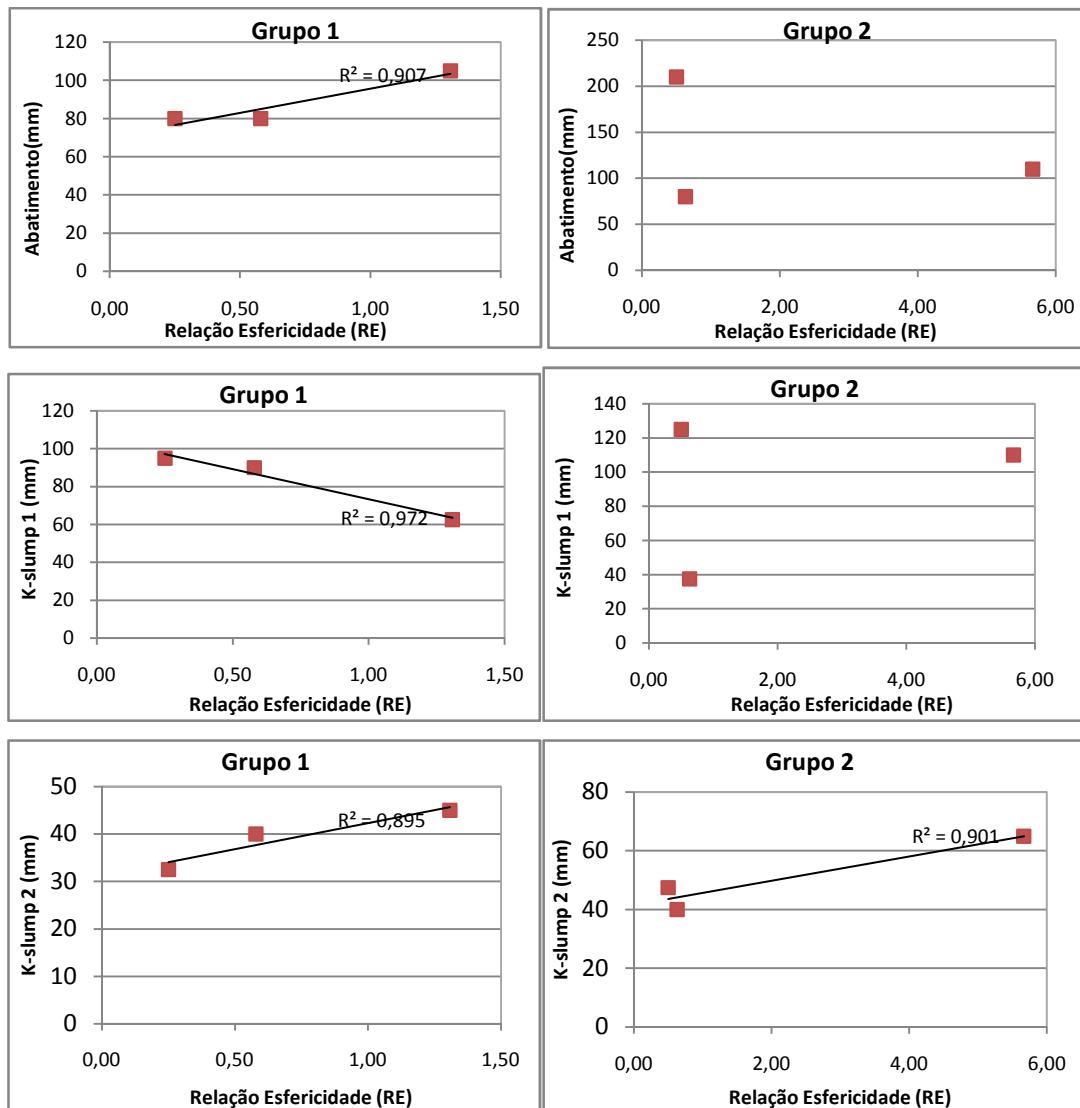 Grupo 1
120
100
80
60
40
20
0
R² = 0,907
Abatimento(mm)
0,00 0,50 1,00 1,50
Relação Esfericidade (RE)
Grupo 2
250
200
150
100
50
0
Abatimento(mm)
0,00 2,00 4,00 6,00
Relação Esfericidade (RE)
Grupo 1
120
100
80
60
40
20
0
R² = 0,972
K-slump 1 (mm)
0,00 0,50 1,00 1,50
Relação Esfericidade (RE)
Grupo 2
140
120
100
80
60
40
20
0
K-slump 1 (mm)
0,00 2,00 4,00 6,00
Relação Esfericidade (RE)
Grupo 1
50
40
30
20
10
0
R² = 0,895
K-slump 2 (mm)
0,00 0,50 1,00 1,50
Relação Esfericidade (RE)
Grupo 2
80
60
40
20
0
R² = 0,901
K-slump 2 (mm)
0,00 2,00 4,00 6,00
Relação Esfericidade (RE)